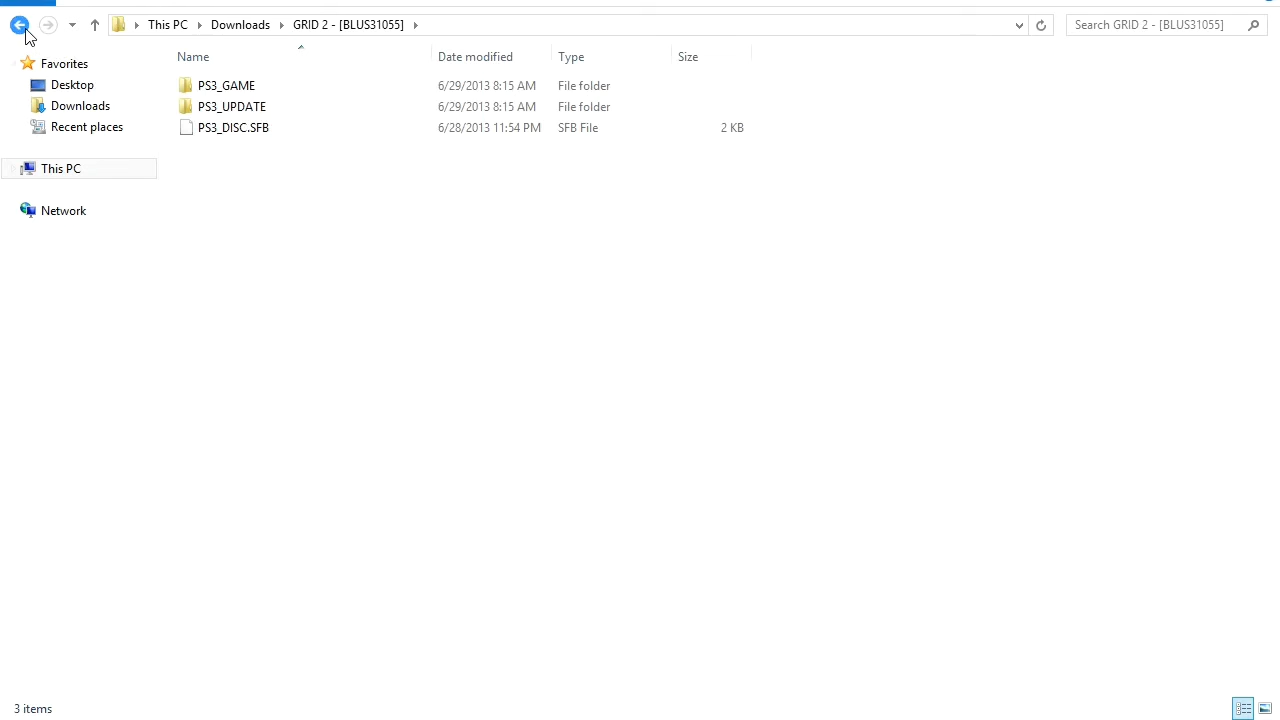 This PC Downloads GRID 2 - [BLUS31055] Search GRID 2 - [BLUS31055]
Name Date modified Type Size
Favorites
Desktop
Downloads
Recent places
This PC
Network
PS3_GAME 6/29/2013 8:15 AM File folder
PS3_UPDATE 6/29/2013 8:15 AM File folder
PS3_DISC.SFB 6/28/2013 11:54 PM SFB File 2 KB
3 items